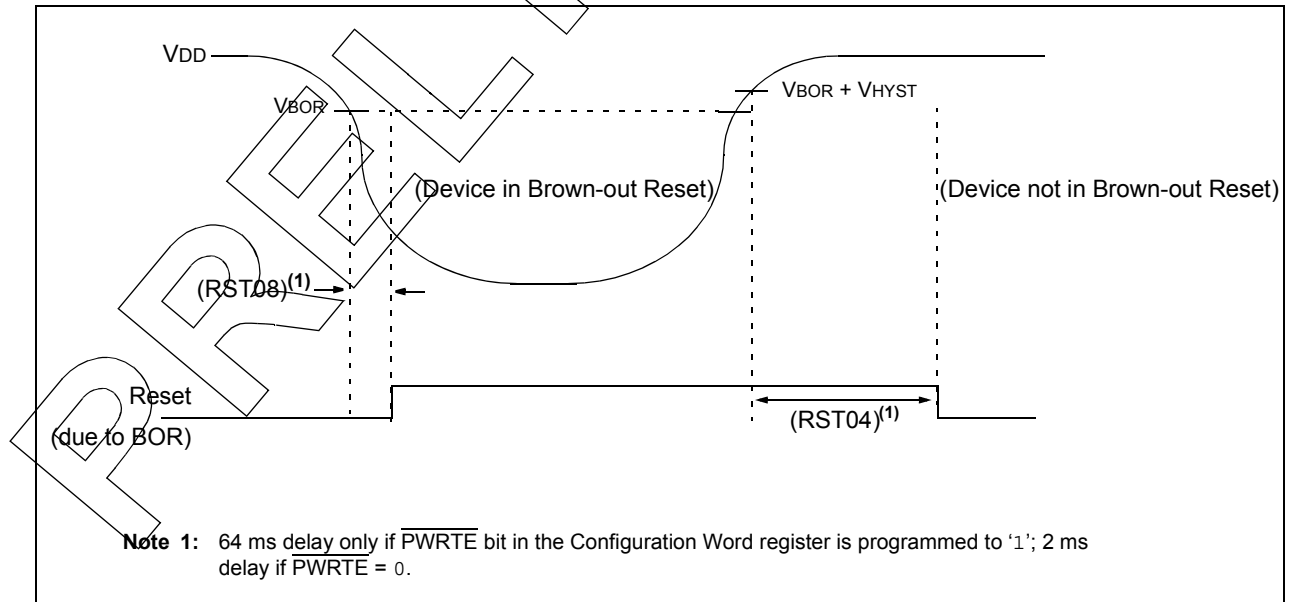 VDD
VBOR
VBOR + VHYST
(Device in Brown-out Reset)
(Device not in Brown-out Reset)
(RST08)(1)
Reset
(due to BOR)
(RST04)(1)
Note 1: 64 ms delay only if PWRTE bit in the Configuration Word register is programmed to ‘1’; 2 ms
delay if PWRTE = 0.
PREL